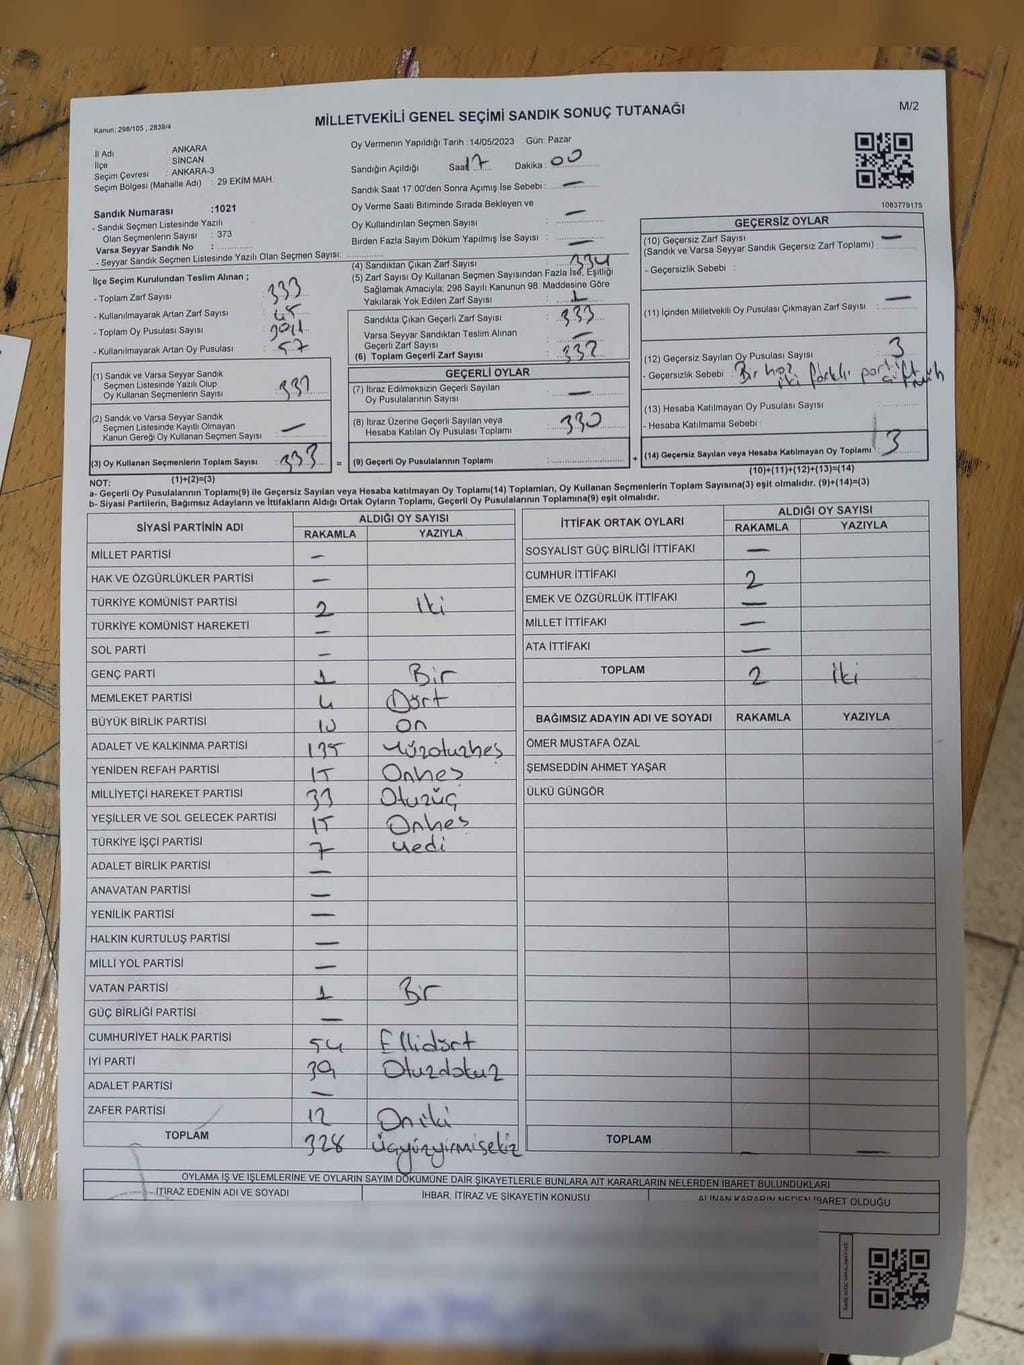 MİLLETVEKİLİ GENEL SEÇİMİ SANDIK SONUÇ TUTANAĞI
M/2
Kanun: 298/105 , 2839/4
İl Adı ANKARA
İlçe SİNCAN
Seçim Çevresi : ANKARA-3
Seçim Bölgesi (Mahalle Adı) : 29 EKİM MAH.
Oy Vermenin Yapıldığı Tarih :14/05/2023 Gün: Pazar
Sandığın Açıldığı Saat 17 Dakika : 00
Sandık Saat 17:00'den Sonra Açımış İse Sebebi : —
Oy Verme Saati Bitiminde Sırada Bekleyen ve
Oy Kullandırılan Seçmen Sayısı : —
Birden Fazla Sayım Döküm Yapılmış İse Sayısı : —
1083779175
Sandık Numarası :1021
- Sandık Seçmen Listesinde Yazılı
Olan Seçmenlerin Sayısı : 373
Varsa Seyyar Sandık No :
- Seyyar Sandık Seçmen Listesinde Yazılı Olan Seçmen Sayısı:
İlçe Seçim Kurulundan Teslim Alınan ;
- Toplam Zarf Sayısı : 333
- Kullanılmayarak Artan Zarf Sayısı :
- Toplam Oy Pusulası Sayısı :
- Kullanılmayarak Artan Oy Pusulası : 57
(1) Sandık ve Varsa Seyyar Sandık
Seçmen Listesinde Yazılı Olup
Oy Kullanan Seçmenlerin Sayısı :
(2) Sandık ve Varsa Seyyar Sandık
Seçmen Listesinde Kayıtlı Olmayan
Kanun Gereği Oy Kullanan Seçmen Sayısı : —
(3) Oy Kullanan Seçmenlerin Toplam Sayısı : 333 =
(1)+(2)=(3)
(4) Sandıktan Çıkan Zarf Sayısı : 334
(5) Zarf Sayısı Oy Kullanan Seçmen Sayısından Fazla İse, Eşitliği
Sağlamak Amacıyla; 298 Sayılı Kanunun 98. Maddesine Göre
Yakılarak Yok Edilen Zarf Sayısı : 1
Sandıkta Çıkan Geçerli Zarf Sayısı : 333
Varsa Seyyar Sandıktan Teslim Alınan
Geçerli Zarf Sayısı : —
(6) Toplam Geçerli Zarf Sayısı :
GEÇERLİ OYLAR
(7) İtiraz Edilmeksizin Geçerli Sayılan
Oy Pusulalarının Sayısı : —
(8) İtiraz Üzerine Geçerli Sayılan veya
Hesaba Katılan Oy Pusulası Toplamı : 330
(9) Geçerli Oy Pusulalarının Toplamı : +
GEÇERSİZ OYLAR
(10) Geçersiz Zarf Sayısı
(Sandık ve Varsa Seyyar Sandık Geçersiz Zarf Toplamı) : —
- Geçersizlik Sebebi :
(11) İçinden Milletvekili Oy Pusulası Çıkmayan Zarf Sayısı : —
(12) Geçersiz Sayılan Oy Pusulası Sayısı : 3
- Geçersizlik Sebebi : iki farklı parti
(13) Hesaba Katılmayan Oy Pusulası Sayısı :
- Hesaba Katılmama Sebebi :
(14) Geçersiz Sayılan veya Hesaba Katılmayan Oy Toplamı : 3
(10)+(11)+(12)+(13)=(14)
NOT:
a- Geçerli Oy Pusulalarının Toplamı(9) ile Geçersiz Sayılan veya Hesaba katılmayan Oy Toplamı(14) Toplamları, Oy Kullanan Seçmenlerin Toplam Sayısına(3) eşit olmalıdır. (9)+(14)=(3)
b- Siyasi Partilerin, Bağımsız Adayların ve İttifakların Aldığı Ortak Oyların Toplamı, Geçerli Oy Pusulalarının Toplamına(9) eşit olmalıdır.
SİYASİ PARTİNİN ADI ALDIĞI OY SAYISI
RAKAMLA YAZIYLA
MİLLET PARTİSİ —
HAK VE ÖZGÜRLÜKLER PARTİSİ —
TÜRKİYE KOMÜNİST PARTİSİ 2 iki
TÜRKİYE KOMÜNİST HAREKETİ —
SOL PARTİ —
GENÇ PARTİ 1 Bir
MEMLEKET PARTİSİ 4 Dört
BÜYÜK BİRLİK PARTİSİ 10 on
ADALET VE KALKINMA PARTİSİ 135 Yüzotuzbeş
YENİDEN REFAH PARTİSİ 15 Onbeş
MİLLİYETÇİ HAREKET PARTİSİ 33 Otuzüç
YEŞİLLER VE SOL GELECEK PARTİSİ 15 Onbeş
TÜRKİYE İŞÇİ PARTİSİ 7 Yedi
ADALET BİRLİK PARTİSİ —
ANAVATAN PARTİSİ —
YENİLİK PARTİSİ —
HALKIN KURTULUŞ PARTİSİ —
MİLLİ YOL PARTİSİ —
VATAN PARTİSİ 1 Bir
GÜÇ BİRLİĞİ PARTİSİ —
CUMHURİYET HALK PARTİSİ 54 Ellidört
İYİ PARTİ 39 Otuzdokuz
ADALET PARTİSİ —
ZAFER PARTİSİ 12 Oniki
TOPLAM 328 üçyüzyirmisekiz
İTTİFAK ORTAK OYLARI ALDIĞI OY SAYISI
RAKAMLA YAZIYLA
SOSYALİST GÜÇ BİRLİĞİ İTTİFAKI —
CUMHUR İTTİFAKI 2
EMEK VE ÖZGÜRLÜK İTTİFAKI —
MİLLET İTTİFAKI —
ATA İTTİFAKI —
TOPLAM 2 iki
BAĞIMSIZ ADAYIN ADI VE SOYADI RAKAMLA YAZIYLA
ÖMER MUSTAFA ÖZAL
ŞEMSEDDİN AHMET YAŞAR
ÜLKÜ GÜNGÖR
TOPLAM — —
OYLAMA İŞ VE İŞLEMLERİNE VE OYLARIN SAYIM DÖKÜMÜNE DAİR ŞİKAYETLERLE BUNLARA AİT KARARLARIN NELERDEN İBARET BULUNDUKLARI
İTİRAZ EDENİN ADI VE SOYADI İHBAR, İTİRAZ VE ŞİKAYETİN KONUSU ALINAN KARARIN NEDEN İBARET OLDUĞU